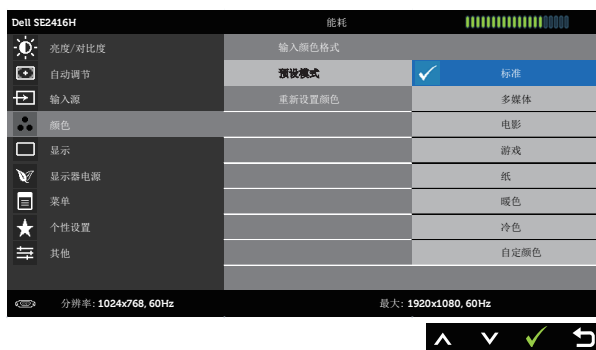 Dell SE2416H 能耗
亮度/对比度 输入颜色格式
自动调节 预设模式 标准
输入源 重新设置颜色 多媒体
颜色 电影
显示 游戏
显示器电源 纸
菜单 暖色
个性设置 冷色
其他 自定颜色
分辨率: 1024x768, 60Hz 最大: 1920x1080, 60Hz